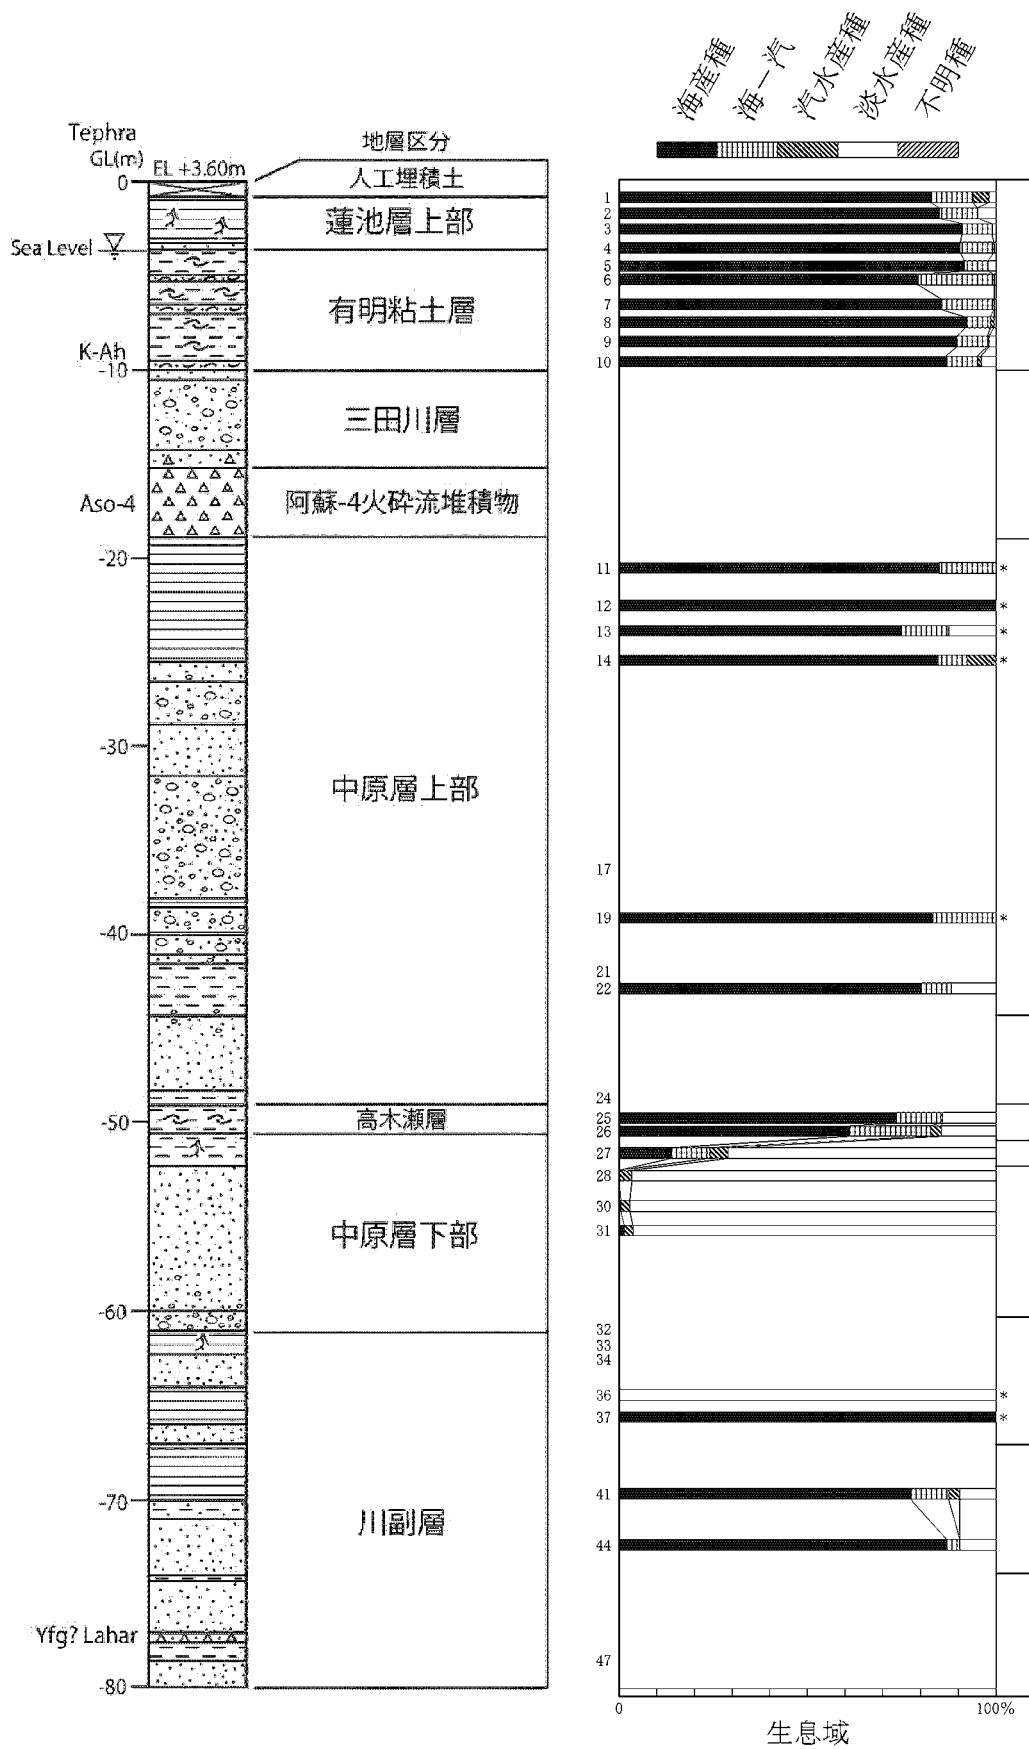 海産種
海ー汽
汽水産種
淡水産種
不明種
Tephra
GL(m)
EL +3.60m
地層区分
0
人工埋積土
蓮池層上部
Sea Level
有明粘土層
K-Ah
-10
三田川層
Aso-4
阿蘇-4火砕流堆積物
-20
-30
中原層上部
-40
-50
高木瀬層
中原層下部
-60
-70
川副層
Yfg? Lahar
-80
1
2
3
4
5
6
7
8
9
10
11 *
12 *
13 *
14 *
17
19 *
21
22
24
25
26
27
28
30
31
32
33
34
36 *
37 *
41
44
47
0 100%
生息域